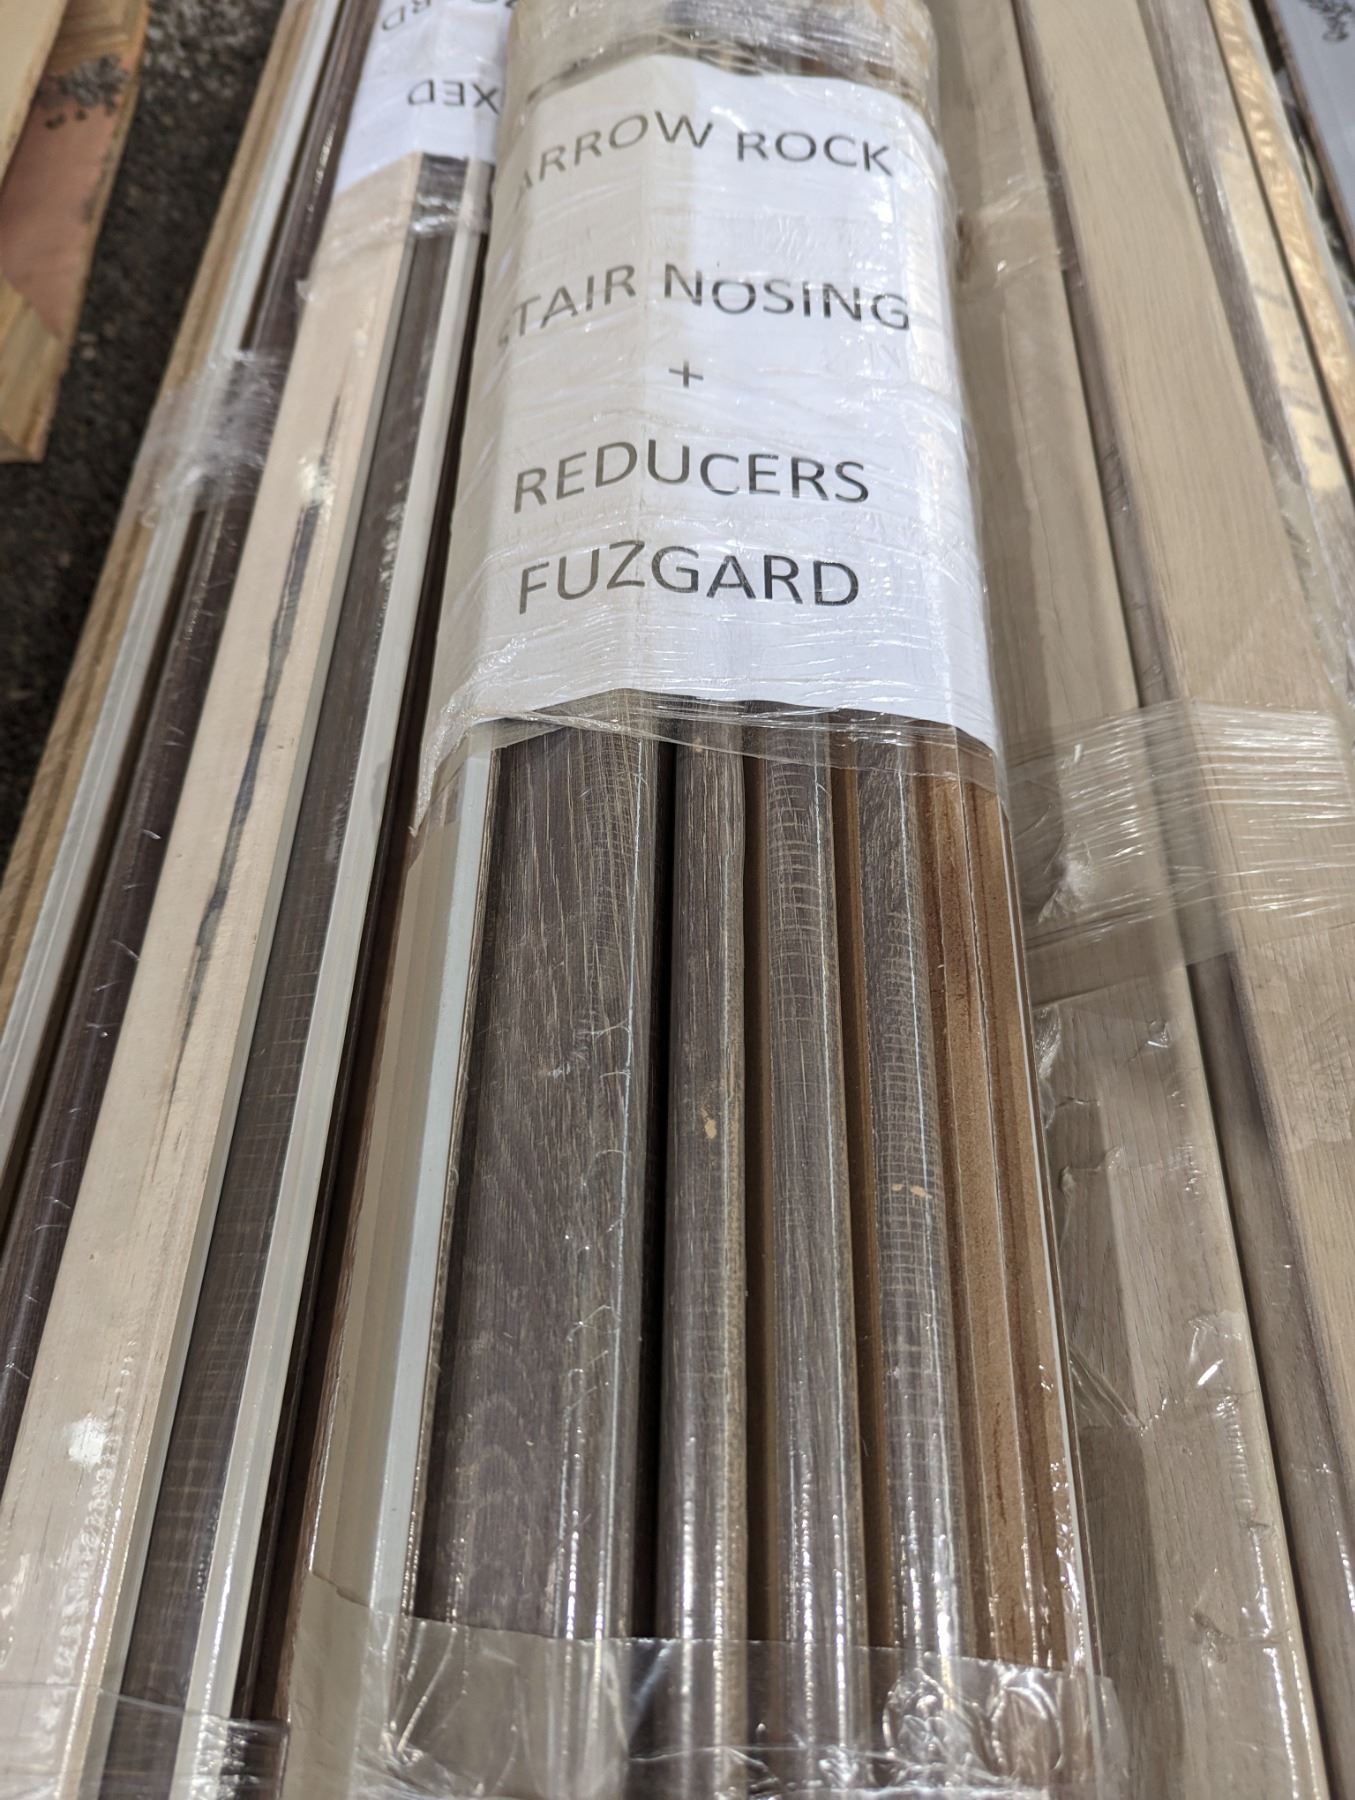 ARROW ROCK
STAIR NOSING
+
REDUCERS
FUZGARD